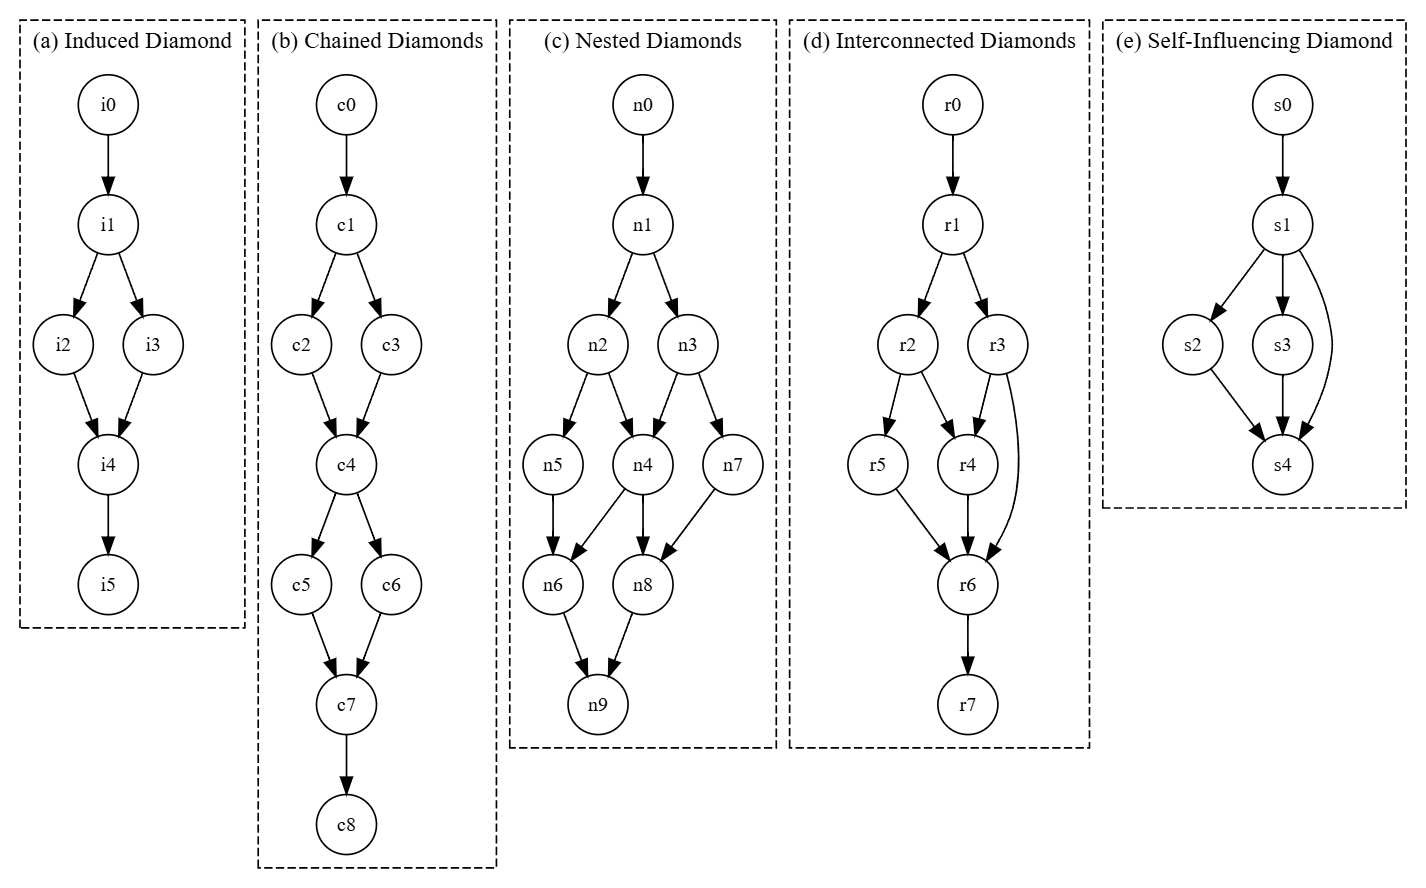 (a) Induced Diamond
i0
i1
i2
i3
i4
i5
(b) Chained Diamonds
c0
c1
c2
c3
c4
c5
c6
c7
c8
(c) Nested Diamonds
n0
n1
n2
n3
n5
n4
n7
n6
n8
n9
(d) Interconnected Diamonds
r0
r1
r2
r3
r5
r4
r6
r7
(e) Self-Influencing Diamond
s0
s1
s2
s3
s4